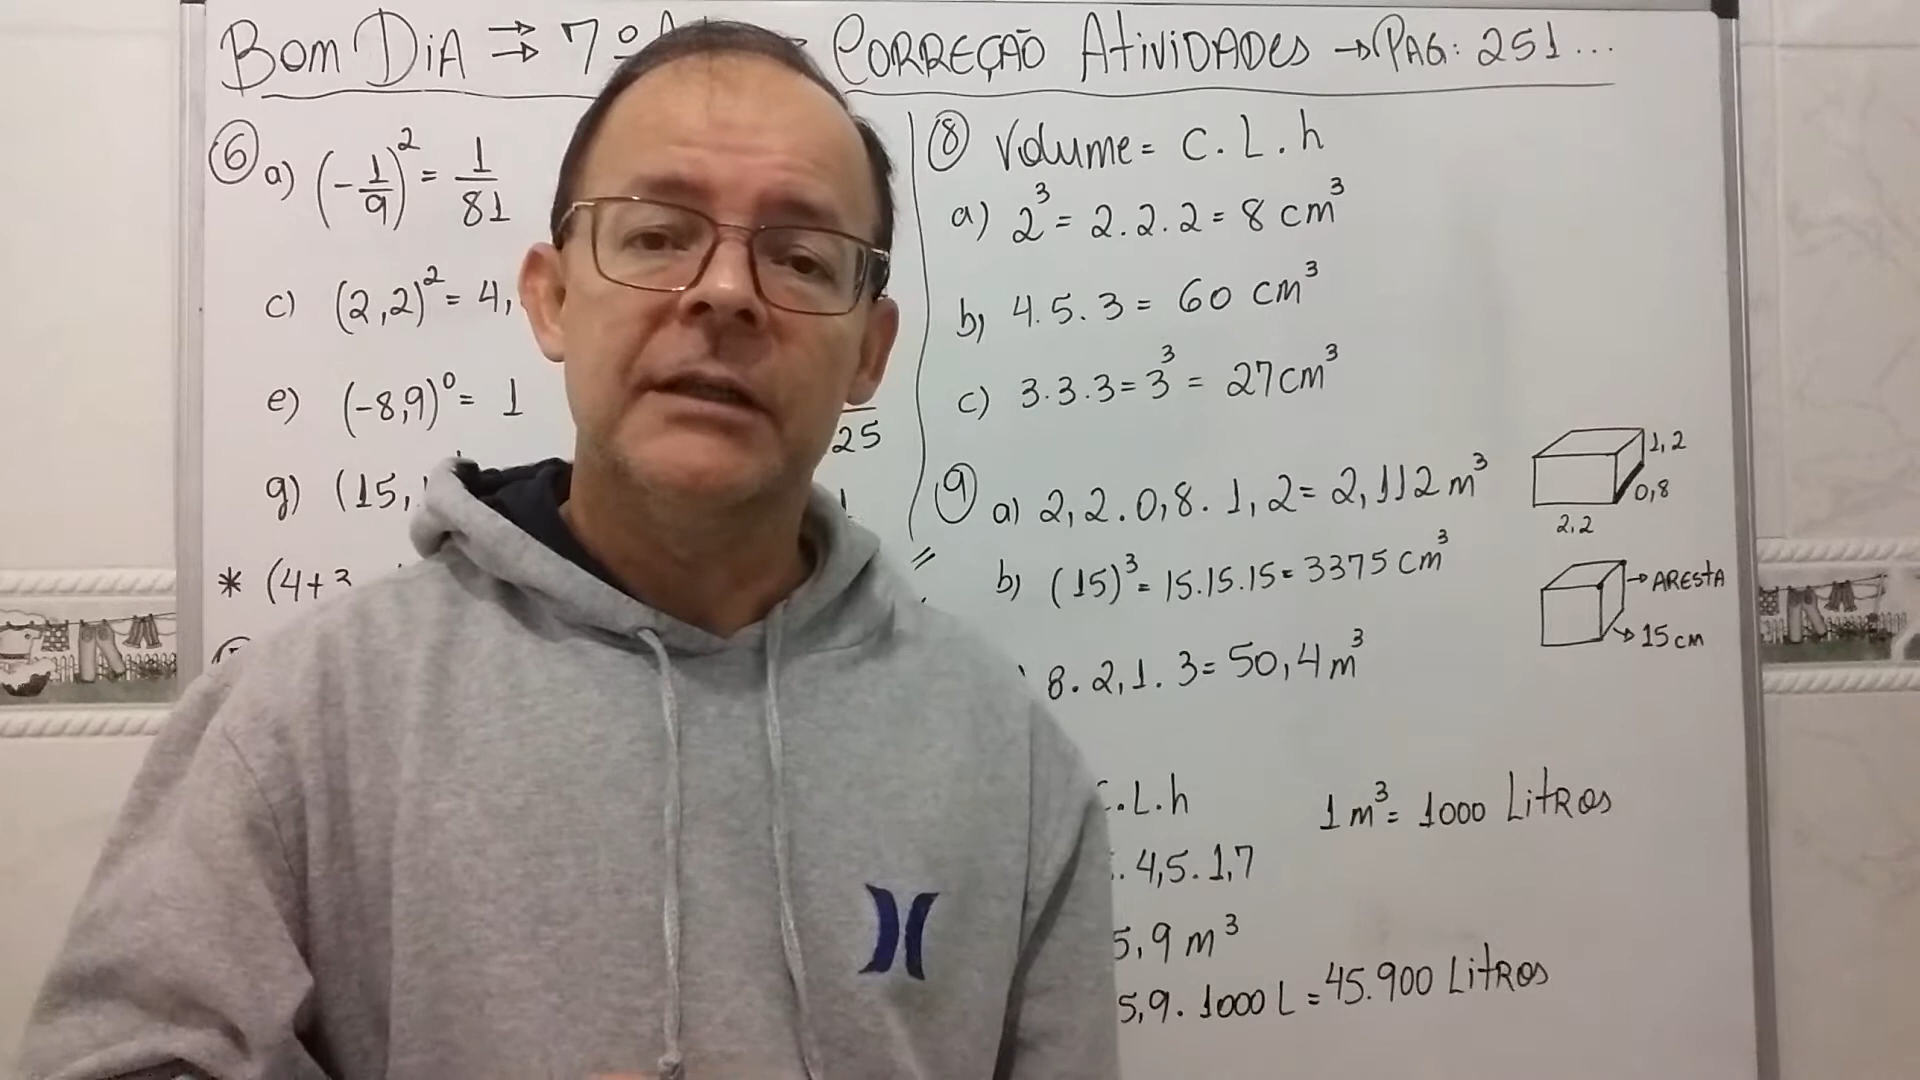 BOM DIA ⇉ 7º CORREÇÃO ATIVIDADES → PAG: 251...
6 a) (-1/9)² = 1/81
c) (2,2)² = 4,
e) (-8,9)⁰ = 1
25
g) (15,
* (4+
8 Volume = C.L.h
a) 2³ = 2.2.2 = 8 cm³
b) 4.5.3 = 60 cm³
c) 3.3.3 = 3³ = 27 cm³
9 a) 2,2.0,8.1,2 = 2,112 m³
1,2
0,8
2,2
b) (15)³ = 15.15.15 = 3375 cm³
→ ARESTA
→ 15 cm
8.2,1.3 = 50,4 m³
.L.h
1 m³ = 1000 LitROS
. 4,5.1,7
5,9 m³
5,9.1000 L = 45.900 LitROS